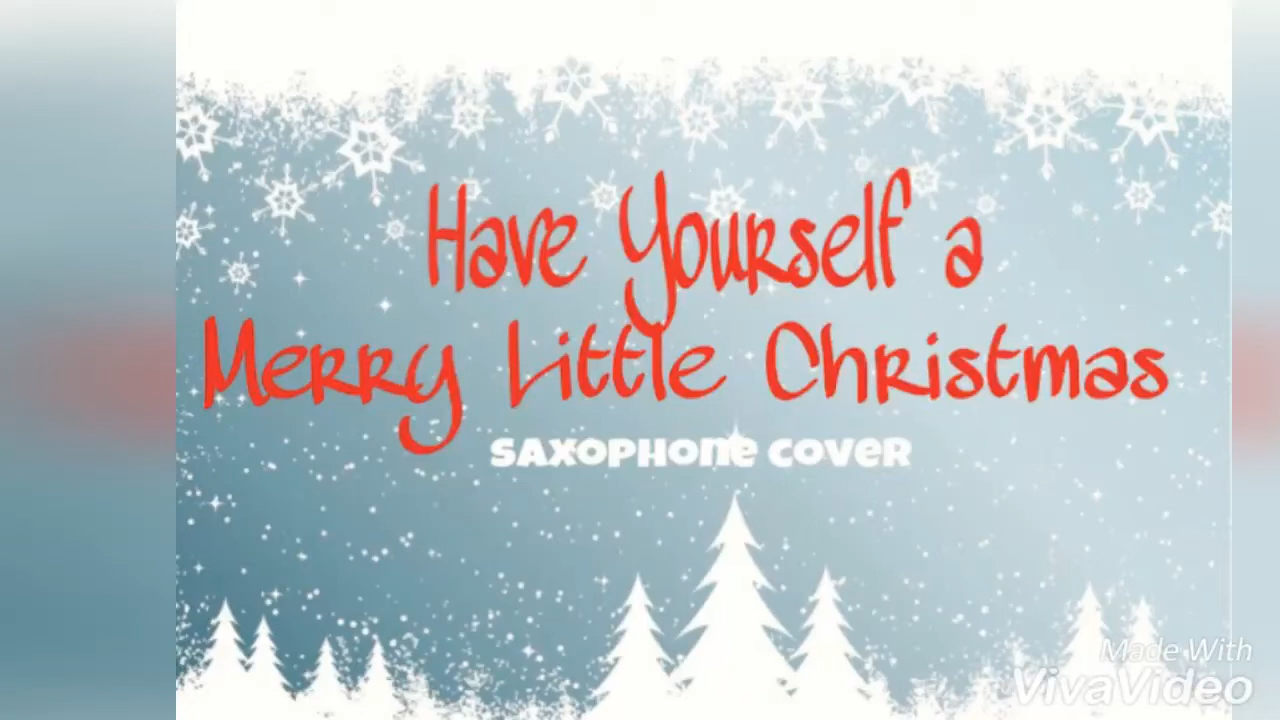 Have Yourself a
Merry Little Christmas
SAXOPHONE COVER
Made With
VivaVideo